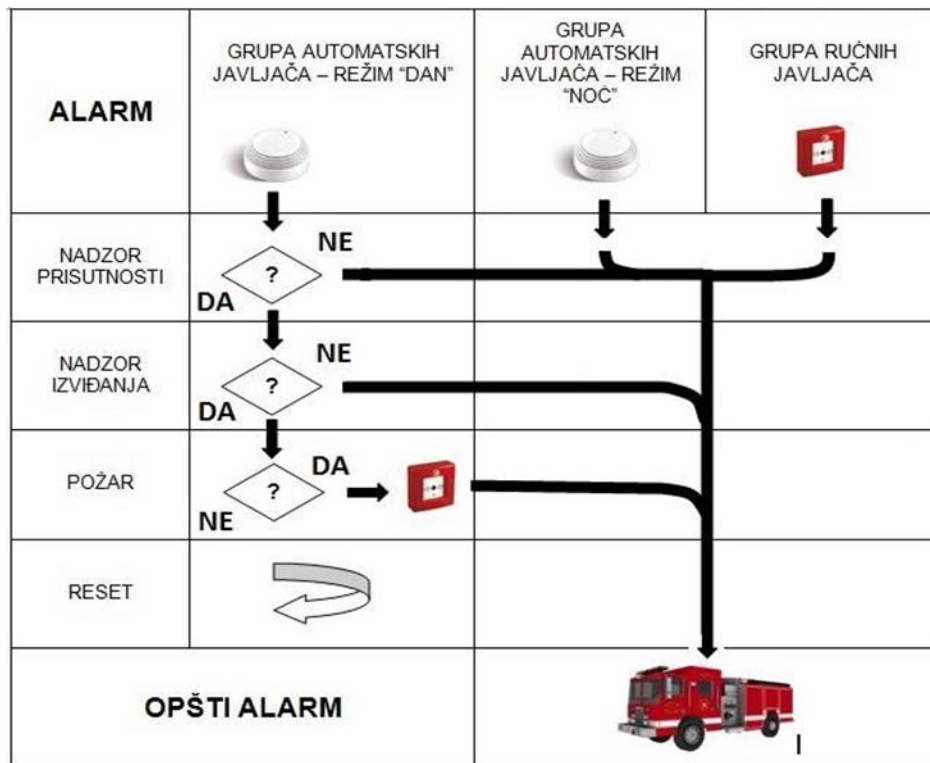 ALARM
GRUPA AUTOMATSKIH
JAVLJAČA – REŽIM “DAN”
GRUPA
AUTOMATSKIH
JAVLJAČA – REŽIM
“NOĆ”
GRUPA RUČNIH
JAVLJAČA
NADZOR
PRISUTNOSTI
?
NE
DA
NADZOR
IZVIĐANJA
?
NE
DA
POŽAR
?
DA
NE
RESET
OPŠTI ALARM